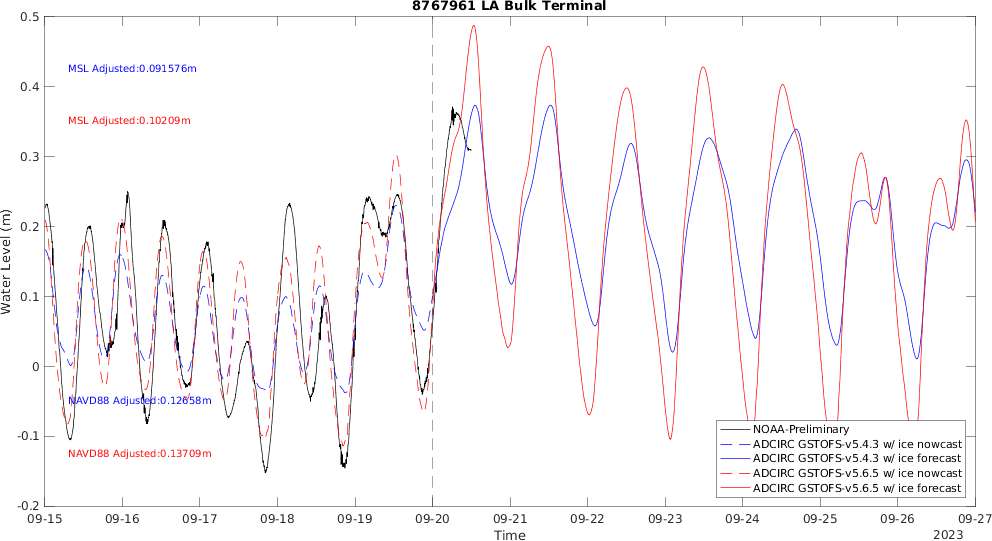 8767961 LA Bulk Terminal
0.5
MSL Adjusted:0.091576m
0.4
MSL Adjusted:0.10209m
0.3
Water Level (m)
0.2
0.1
0
NAVD88 Adjusted:0.12658m
-0.1
NAVD88 Adjusted:0.13709m
NOAA-Preliminary
ADCIRC GSTOFS-v5.4.3 w/ ice nowcast
ADCIRC GSTOFS-v5.4.3 w/ ice forecast
ADCIRC GSTOFS-v5.6.5 w/ ice nowcast
ADCIRC GSTOFS-v5.6.5 w/ ice forecast
-0.2
09-15 09-16 09-17 09-18 09-19 09-20 09-21 09-22 09-23 09-24 09-25 09-26 09-27
Time
2023